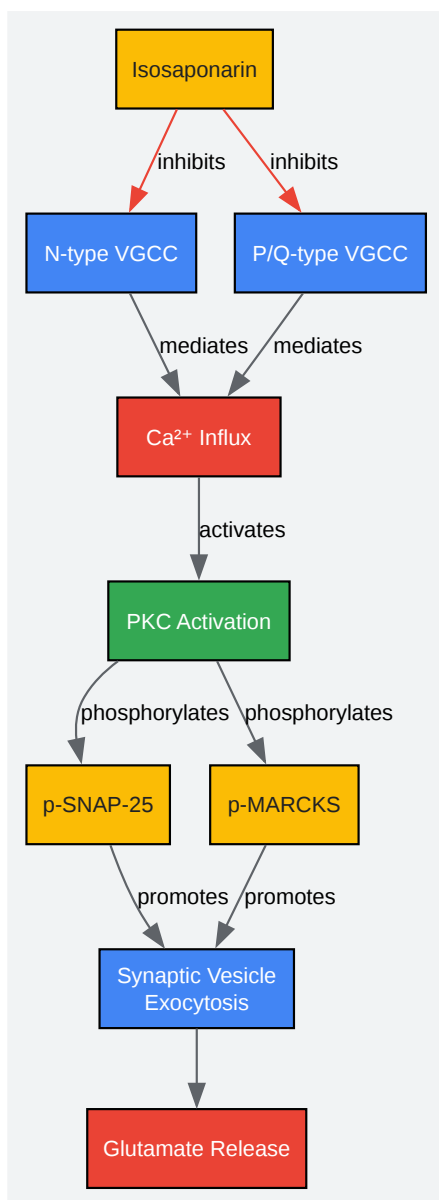 Isosaponarin
inhibits
inhibits
N-type VGCC
P/Q-type VGCC
mediates
mediates
Ca²⁺ Influx
activates
PKC Activation
phosphorylates
phosphorylates
p-SNAP-25
p-MARCKS
promotes
promotes
Synaptic Vesicle
Exocytosis
Glutamate Release